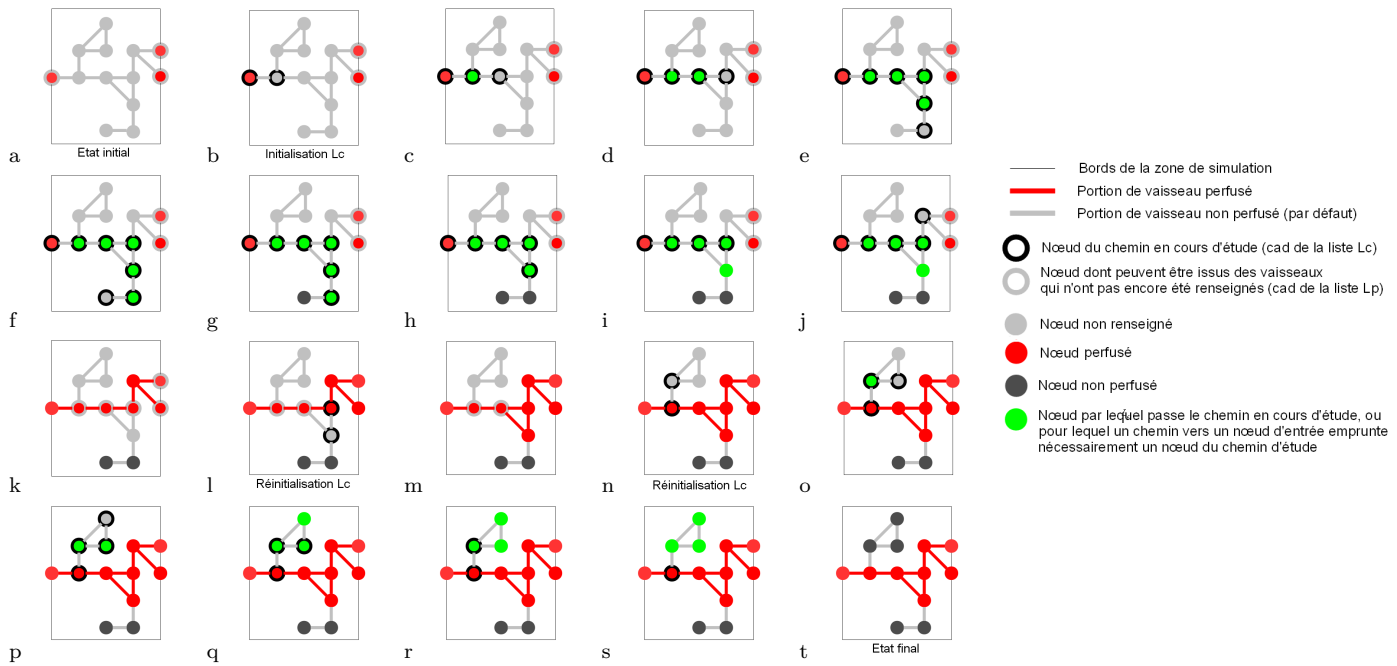 a
Etat initial
b
Initialisation Lc
c
d
e
f
g
h
i
j
k
l
Réinitialisation Lc
m
n
Réinitialisation Lc
o
p
q
r
s
t
Etat final
Bords de la zone de simulation
Portion de vaisseau perfusé
Portion de vaisseau non perfusé (par défaut)
Nœud du chemin en cours d'étude (cad de la liste Lc)
Nœud dont peuvent être issus des vaisseaux
qui n'ont pas encore été renseignés (cad de la liste Lp)
Nœud non renseigné
Nœud perfusé
Nœud non perfusé
Nœud par lequel passe le chemin en cours d'étude, ou
pour lequel un chemin vers un nœud d'entrée emprunte
nécessairement un nœud du chemin d'étude